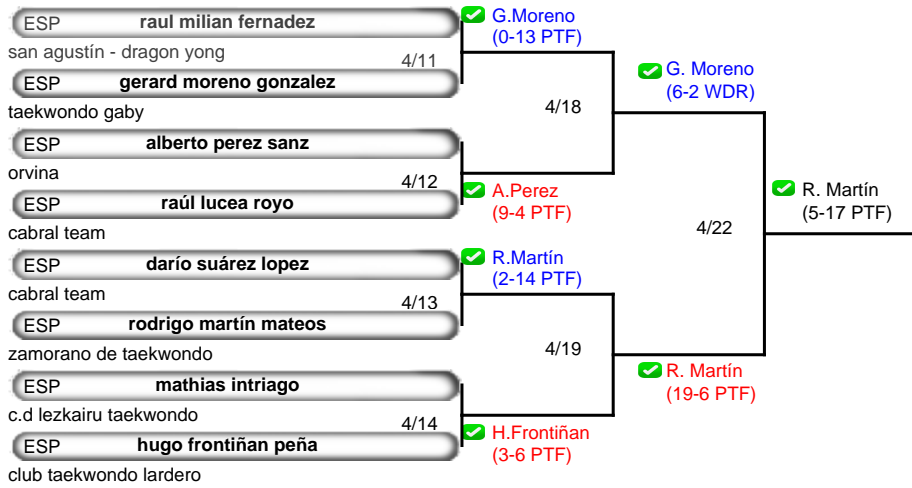 ESP raul milian fernadez
san agustín - dragon yong
4/11
ESP gerard moreno gonzalez
taekwondo gaby
ESP alberto perez sanz
orvina
4/12
ESP raúl lucea royo
cabral team
ESP darío suárez lopez
cabral team
4/13
ESP rodrigo martín mateos
zamorano de taekwondo
ESP mathias intriago
c.d lezkairu taekwondo
4/14
ESP hugo frontiñan peña
club taekwondo lardero
G.Moreno
(0-13 PTF)
4/18
A.Perez
(9-4 PTF)
R.Martín
(2-14 PTF)
4/19
H.Frontiñan
(3-6 PTF)
G. Moreno
(6-2 WDR)
4/22
R. Martín
(19-6 PTF)
R. Martín
(5-17 PTF)